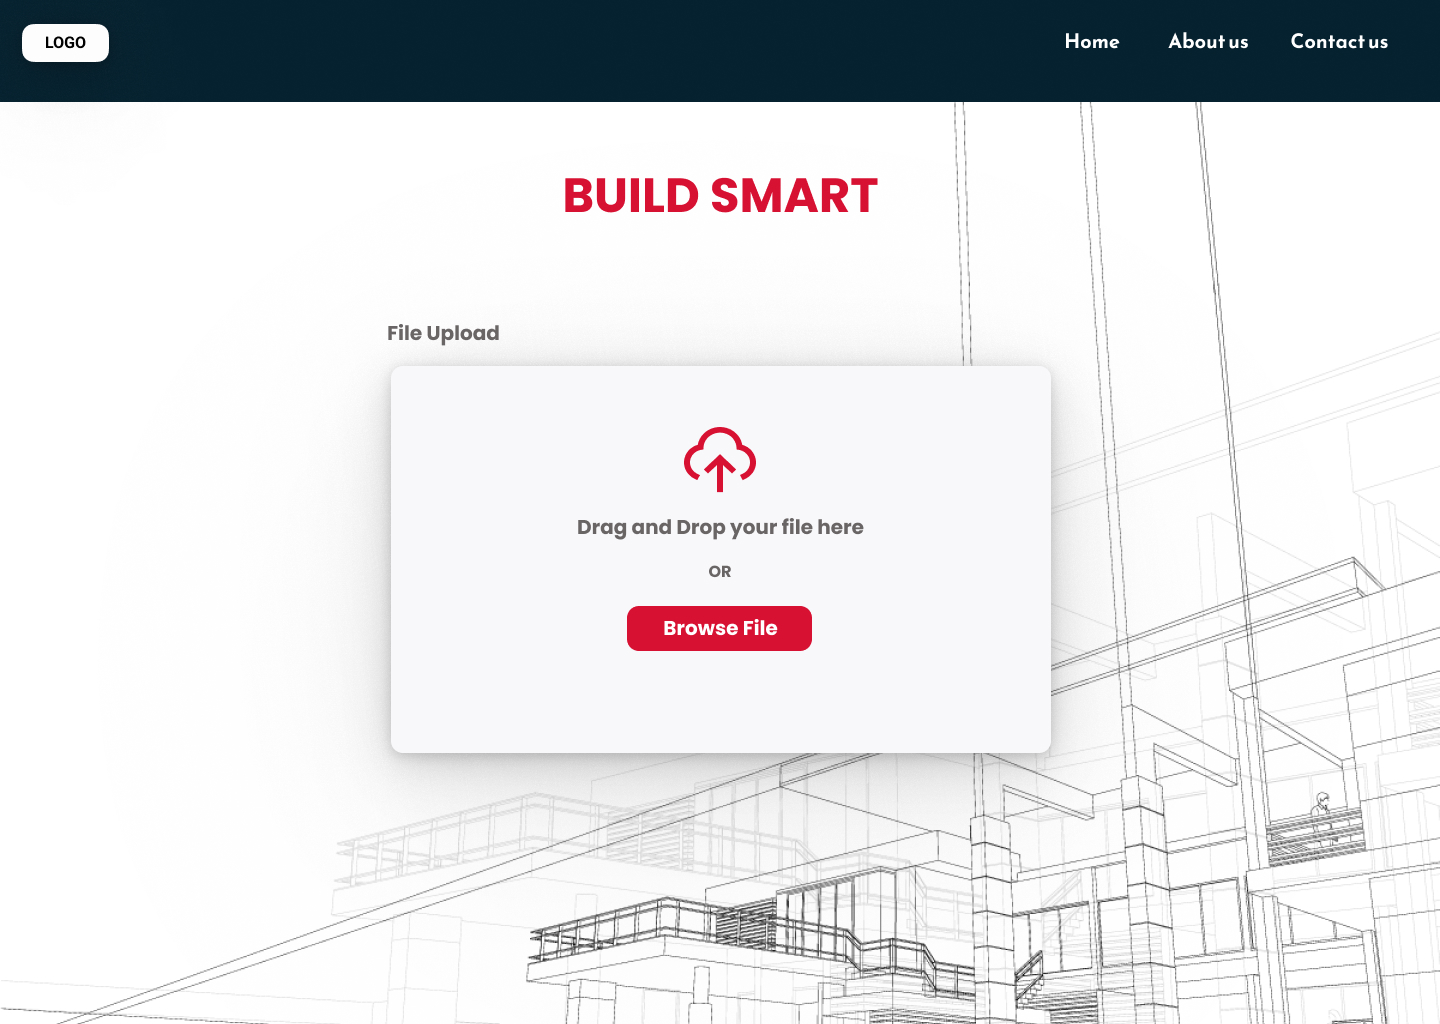 LOGO
Home
About us
Contact us
BUILD SMART
File Upload
Drag and Drop your file here
OR
Browse File